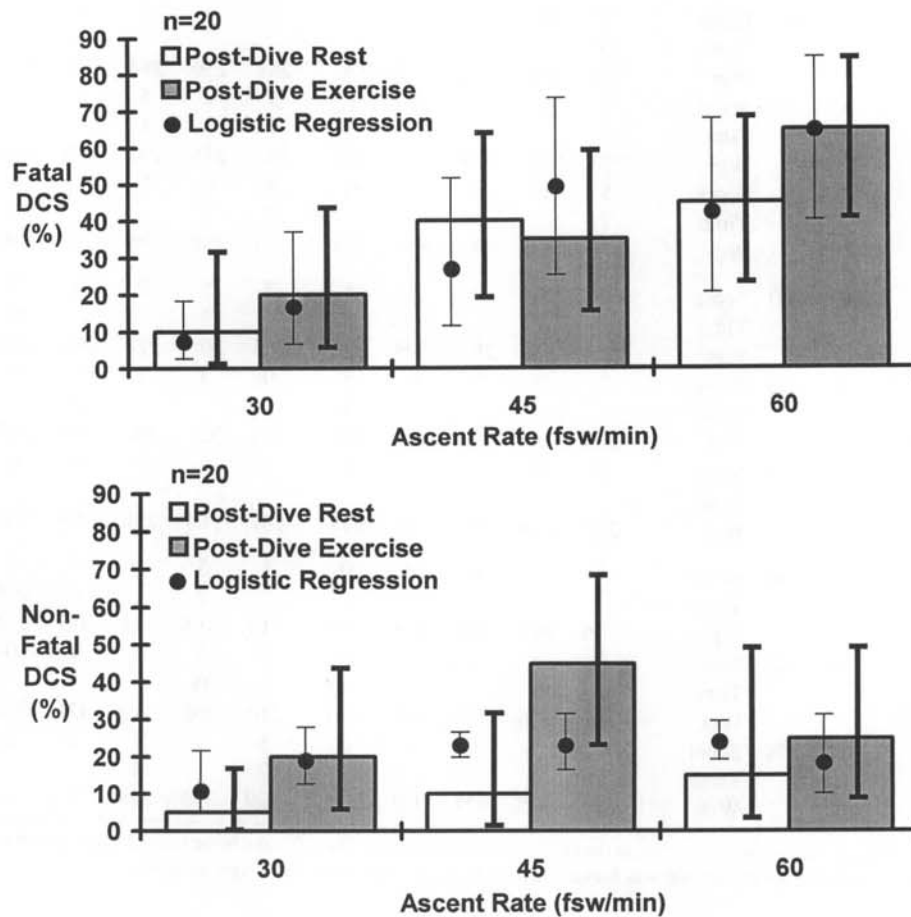 n=20
Post-Dive Rest
Post-Dive Exercise
Logistic Regression
Fatal
DCS
(%)
90
80
70
60
50
40
30
20
10
0
30 45 60
Ascent Rate (fsw/min)
n=20
Post-Dive Rest
Post-Dive Exercise
Logistic Regression
Non-
Fatal
DCS
(%)
90
80
70
60
50
40
30
20
10
0
30 45 60
Ascent Rate (fsw/min)